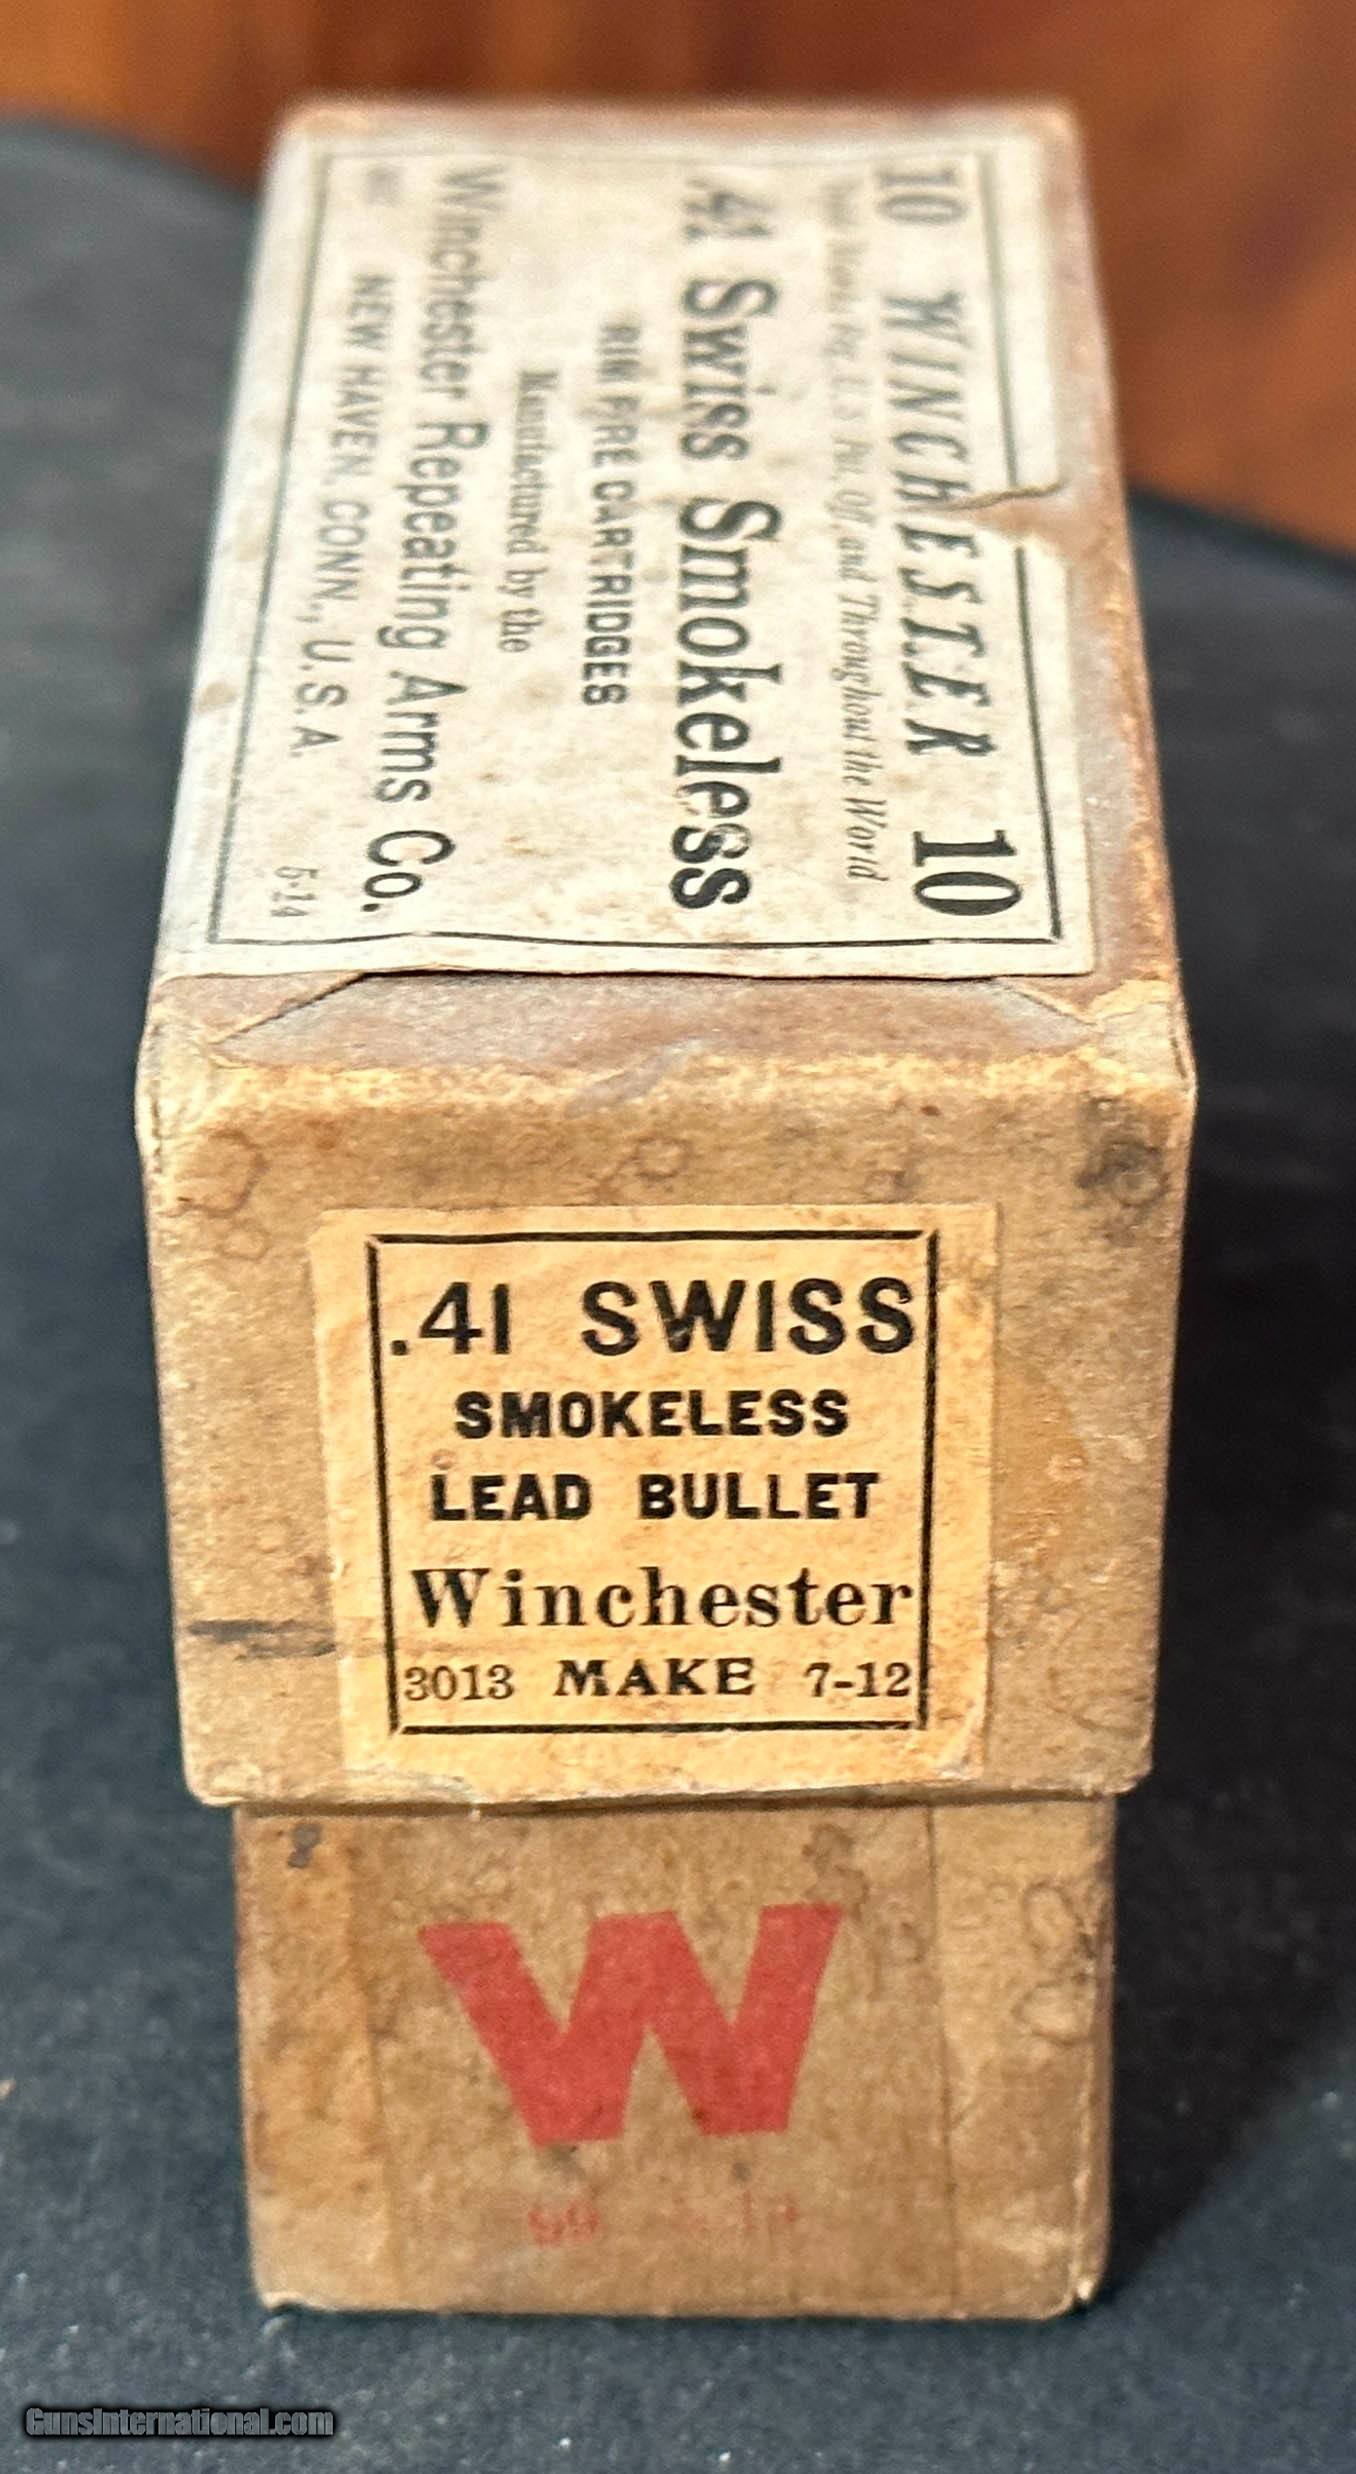 10 WINCHESTER 10
Trade Marks Reg. U.S. Pat. Off. and Throughout the World
.41 Swiss Smokeless
RIM FIRE CARTRIDGES
Manufactured by the
Winchester Repeating Arms Co.
NEW HAVEN, CONN., U.S.A.
5-14
.41 SWISS
SMOKELESS
LEAD BULLET
Winchester
3013 MAKE 7-12
W
GunsInternational.com